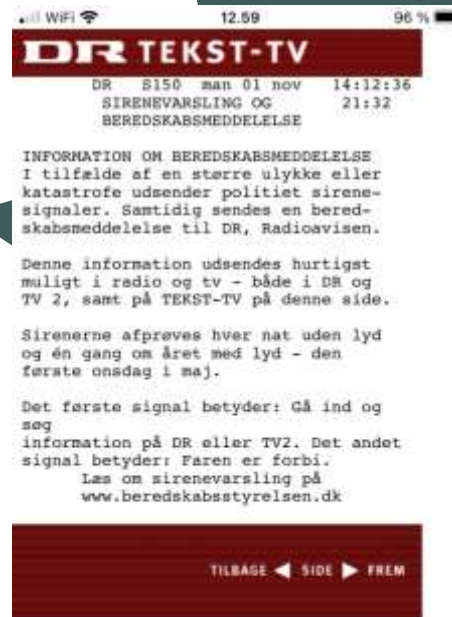 WiFi 12.59 96 %
DR TEKST-TV
DR S150 man 01 nov 14:12:36
SIRENEVARSLING OG 21:32
BEREDSKABSMEDDELELSE
INFORMATION OM BEREDSKABSMEDDELELSE
I tilfælde af en større ulykke eller
katastrofe udsender politiet sirene-
signaler. Samtidig sendes en bered-
skabsmeddelelse til DR, Radioavisen.
Denne information udsendes hurtigst
muligt i radio og tv - både i DR og
TV 2, samt på TEKST-TV på denne side.
Sirenerne afprøves hver nat uden lyd
og én gang om året med lyd - den
første onsdag i maj.
Det første signal betyder: Gå ind og
søg
information på DR eller TV2. Det andet
signal betyder: Faren er forbi.
Læs om sirenevarsling på
www.beredskabsstyrelsen.dk
TILBAGE SIDE FREM